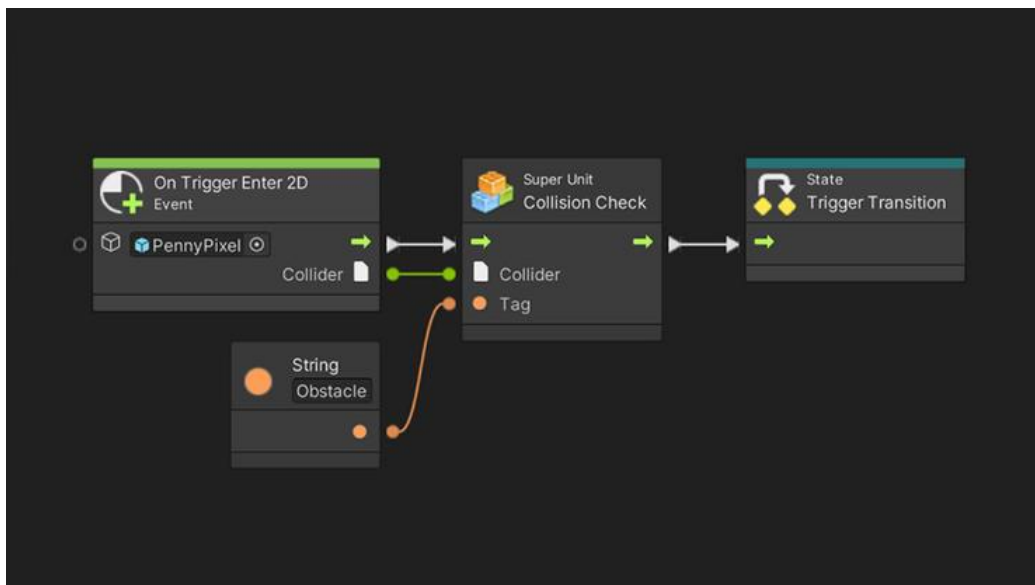 On Trigger Enter 2D
Event
PennyPixel
Collider
String
Obstacle
Super Unit
Collision Check
Collider
Tag
State
Trigger Transition